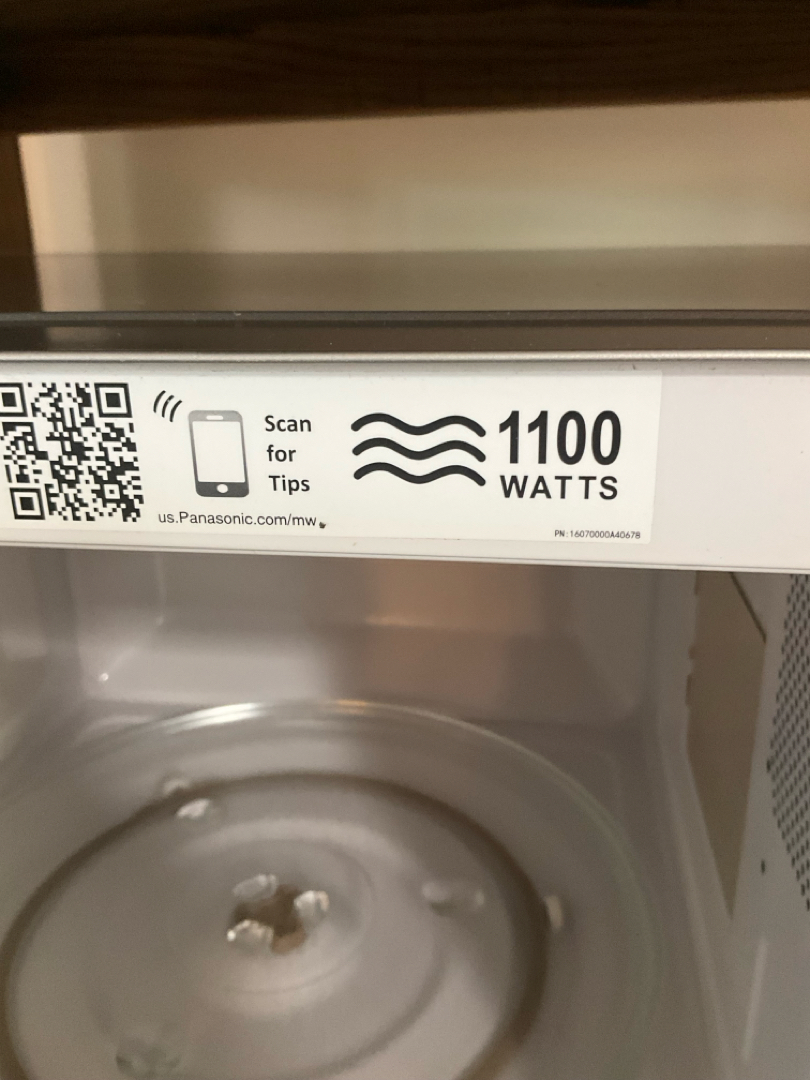 Scan
for
Tips
us.Panasonic.com/mw
1100
WATTS
PN:16070000A40678